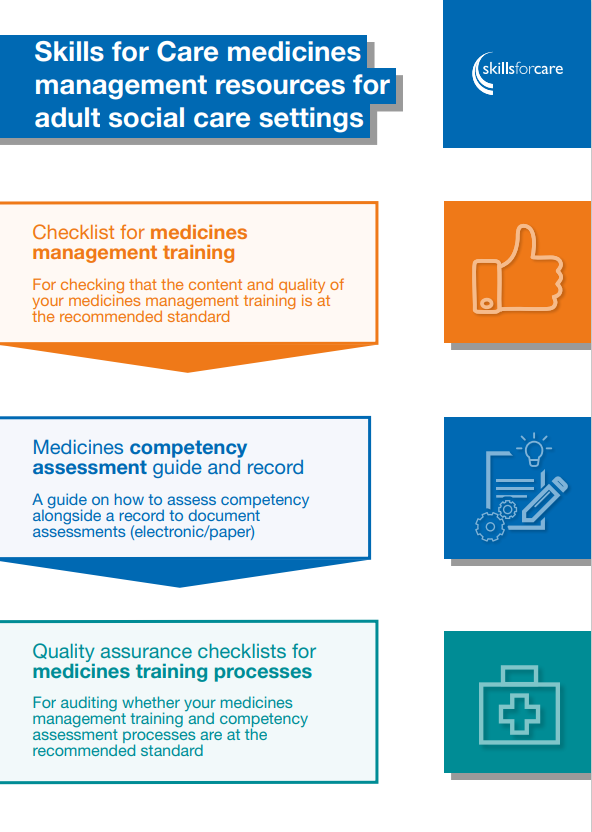 Skills for Care medicines
management resources for
adult social care settings
skillsforcare
Checklist for medicines
management training
For checking that the content and quality of
your medicines management training is at
the recommended standard
Medicines competency
assessment guide and record
A guide on how to assess competency
alongside a record to document
assessments (electronic/paper)
Quality assurance checklists for
medicines training processes
For auditing whether your medicines
management training and competency
assessment processes are at the
recommended standard